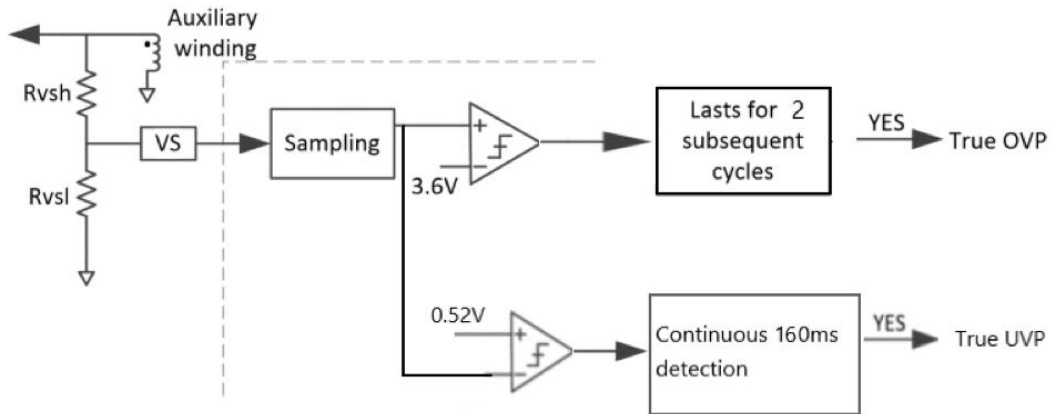 Auxiliary
winding
Rvsh
VS
Rvsl
Sampling
+
−
3.6V
Lasts for 2
subsequent
cycles
YES
True OVP
0.52V
+
−
Continuous 160ms
detection
YES
True UVP